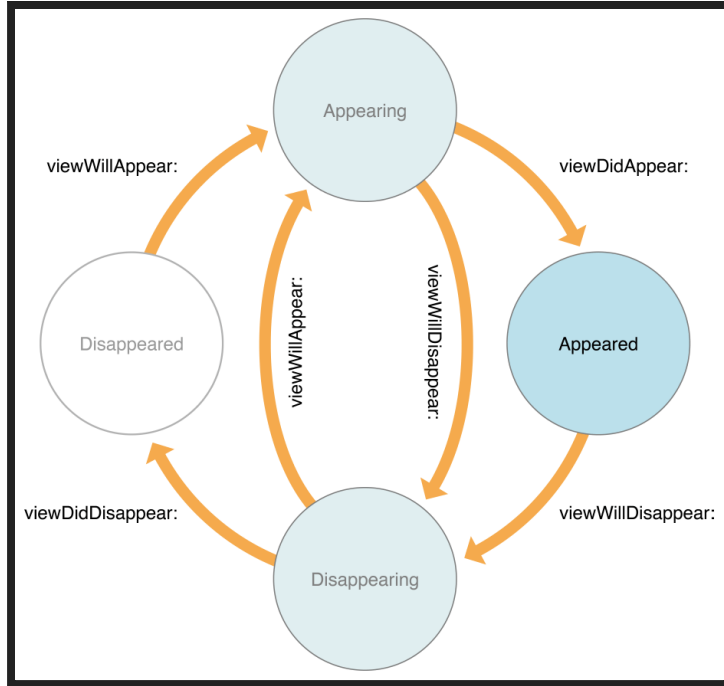 Appearing
viewWillAppear:
viewDidAppear:
viewWillAppear:
viewWillDisappear:
Disappeared
Appeared
viewDidDisappear:
viewWillDisappear:
Disappearing